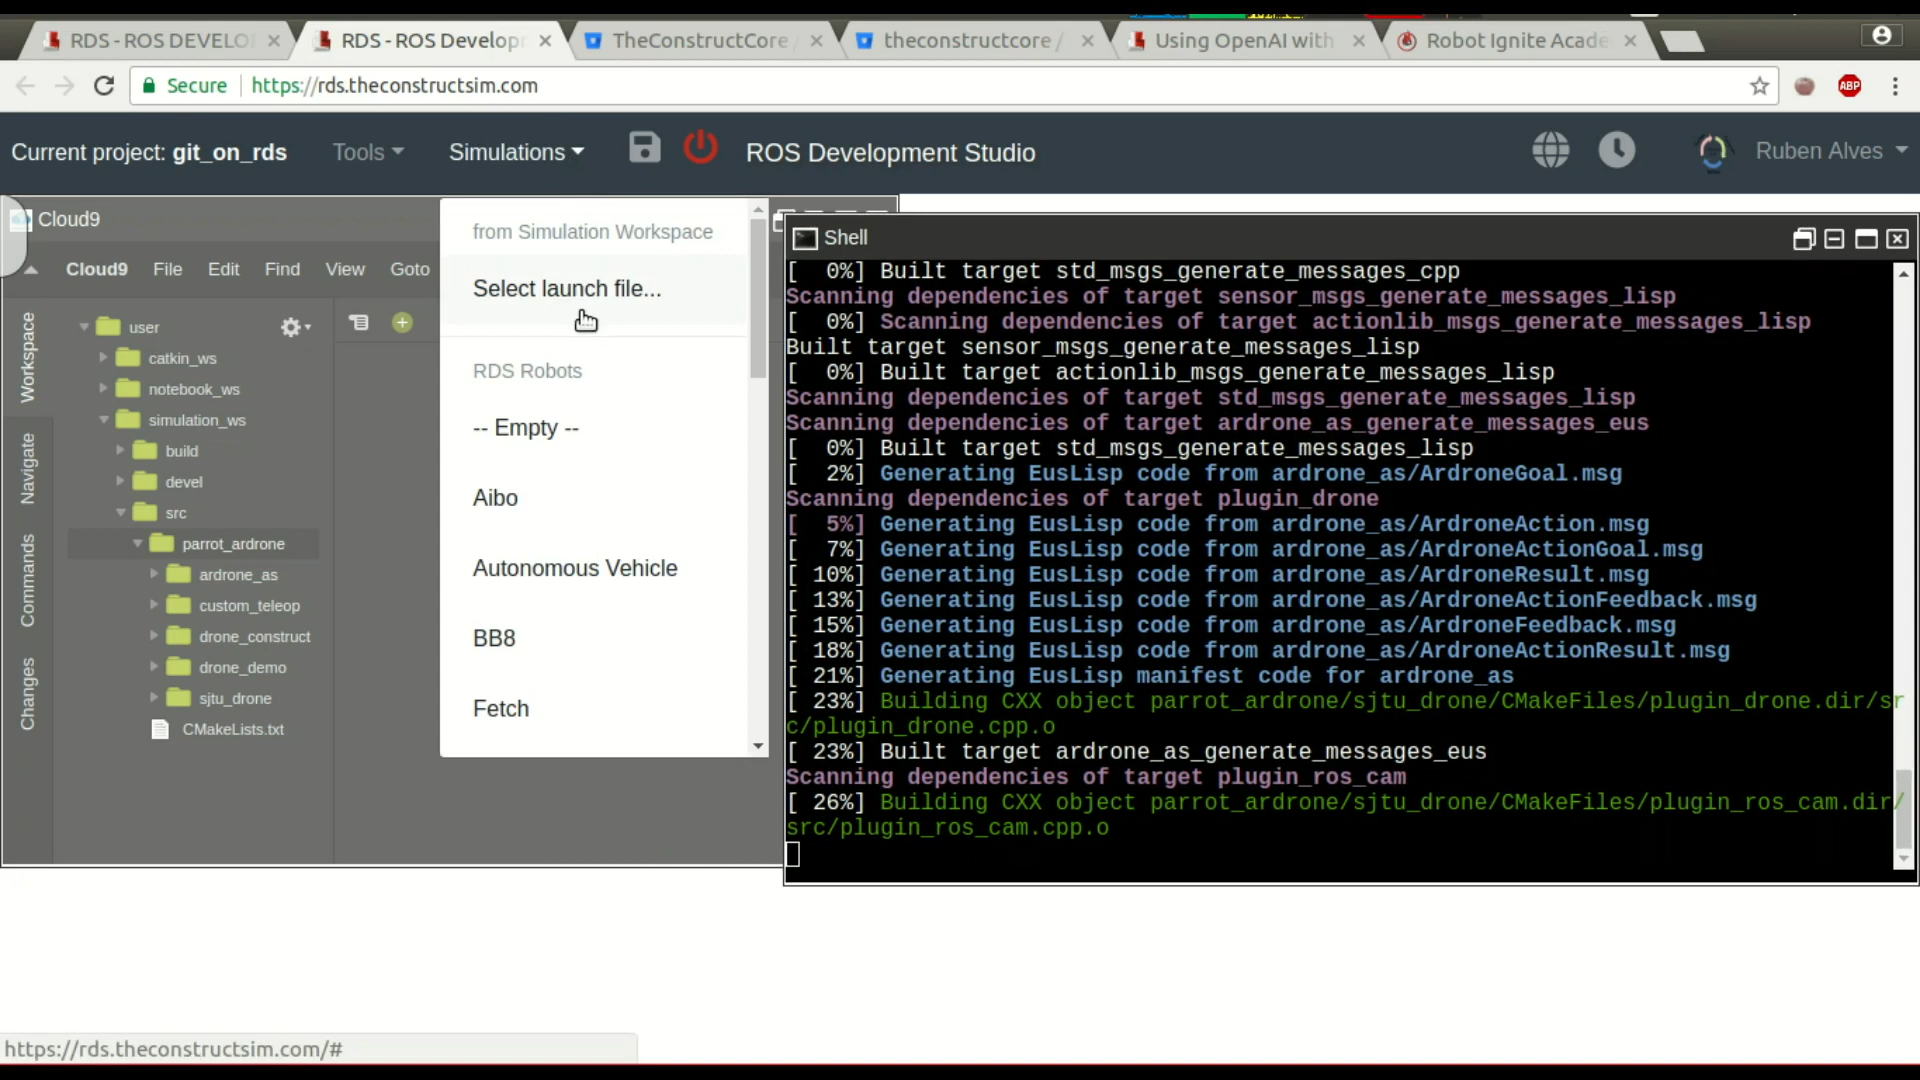 RDS - ROS DEVELO
RDS - ROS Develop
TheConstructCore
theconstructcore /
Using OpenAI with
Robot Ignite Acade
Secure
https://rds.theconstructsim.com
ABP
Current project: git_on_rds
Tools
Simulations
ROS Development Studio
Ruben Alves
Cloud9
Cloud9
File
Edit
Find
View
Goto
Workspace
Navigate
Commands
Changes
user
catkin_ws
notebook_ws
simulation_ws
build
devel
src
parrot_ardrone
ardrone_as
custom_teleop
drone_construct
drone_demo
sjtu_drone
CMakeLists.txt
from Simulation Workspace
Select launch file...
RDS Robots
-- Empty --
Aibo
Autonomous Vehicle
BB8
Fetch
Shell
[  0%] Built target std_msgs_generate_messages_cpp
Scanning dependencies of target sensor_msgs_generate_messages_lisp
[  0%] Scanning dependencies of target actionlib_msgs_generate_messages_lisp
Built target sensor_msgs_generate_messages_lisp
[  0%] Built target actionlib_msgs_generate_messages_lisp
Scanning dependencies of target std_msgs_generate_messages_lisp
Scanning dependencies of target ardrone_as_generate_messages_eus
[  0%] Built target std_msgs_generate_messages_lisp
[  2%] Generating EusLisp code from ardrone_as/ArdroneGoal.msg
Scanning dependencies of target plugin_drone
[  5%] Generating EusLisp code from ardrone_as/ArdroneAction.msg
[  7%] Generating EusLisp code from ardrone_as/ArdroneActionGoal.msg
[ 10%] Generating EusLisp code from ardrone_as/ArdroneResult.msg
[ 13%] Generating EusLisp code from ardrone_as/ArdroneActionFeedback.msg
[ 15%] Generating EusLisp code from ardrone_as/ArdroneFeedback.msg
[ 18%] Generating EusLisp code from ardrone_as/ArdroneActionResult.msg
[ 21%] Generating EusLisp manifest code for ardrone_as
[ 23%] Building CXX object parrot_ardrone/sjtu_drone/CMakeFiles/plugin_drone.dir/sr
c/plugin_drone.cpp.o
[ 23%] Built target ardrone_as_generate_messages_eus
Scanning dependencies of target plugin_ros_cam
[ 26%] Building CXX object parrot_ardrone/sjtu_drone/CMakeFiles/plugin_ros_cam.dir/
src/plugin_ros_cam.cpp.o
https://rds.theconstructsim.com/#